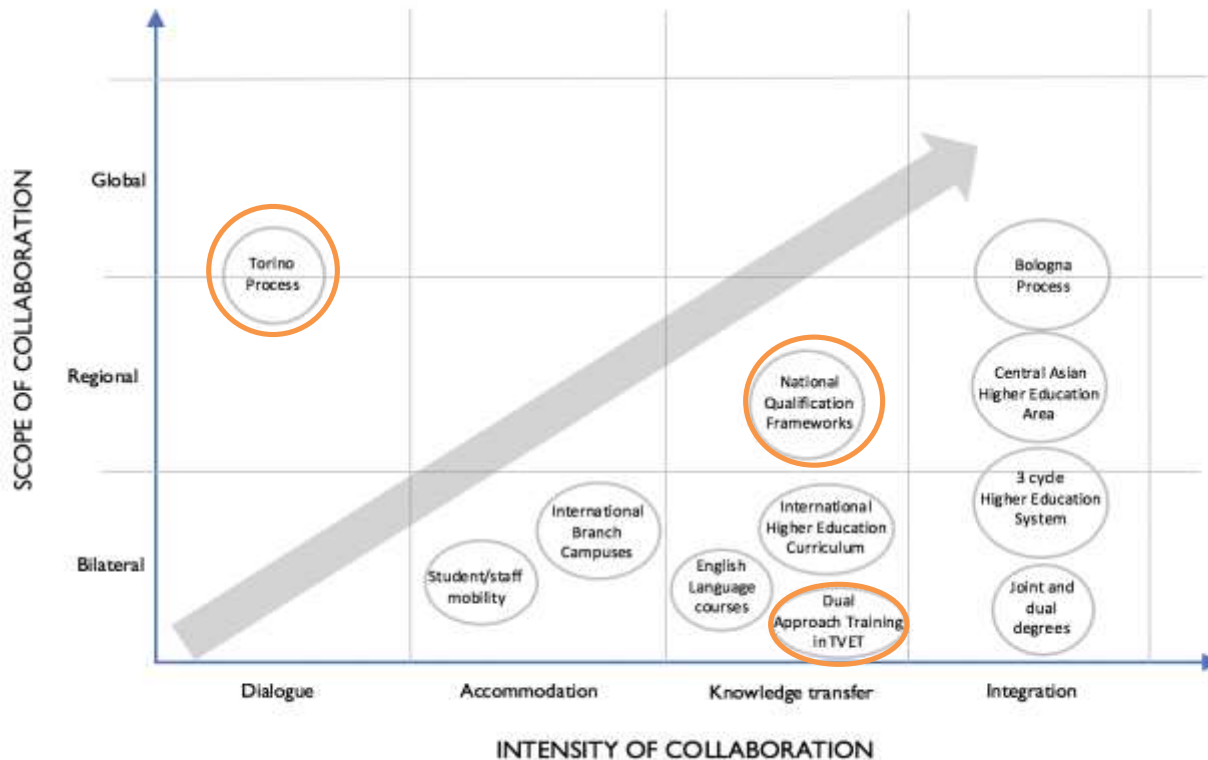 SCOPE OF COLLABORATION
Global
Regional
Bilateral
Torino
Process
Bologna
Process
National
Qualification
Frameworks
Central Asian
Higher Education
Area
International
Branch
Campuses
International
Higher Education
Curriculum
3 cycle
Higher Education
System
Student/staff
mobility
English
Language
courses
Dual
Approach Training
in TVET
Joint and
dual
degrees
Dialogue
Accommodation
Knowledge transfer
Integration
INTENSITY OF COLLABORATION